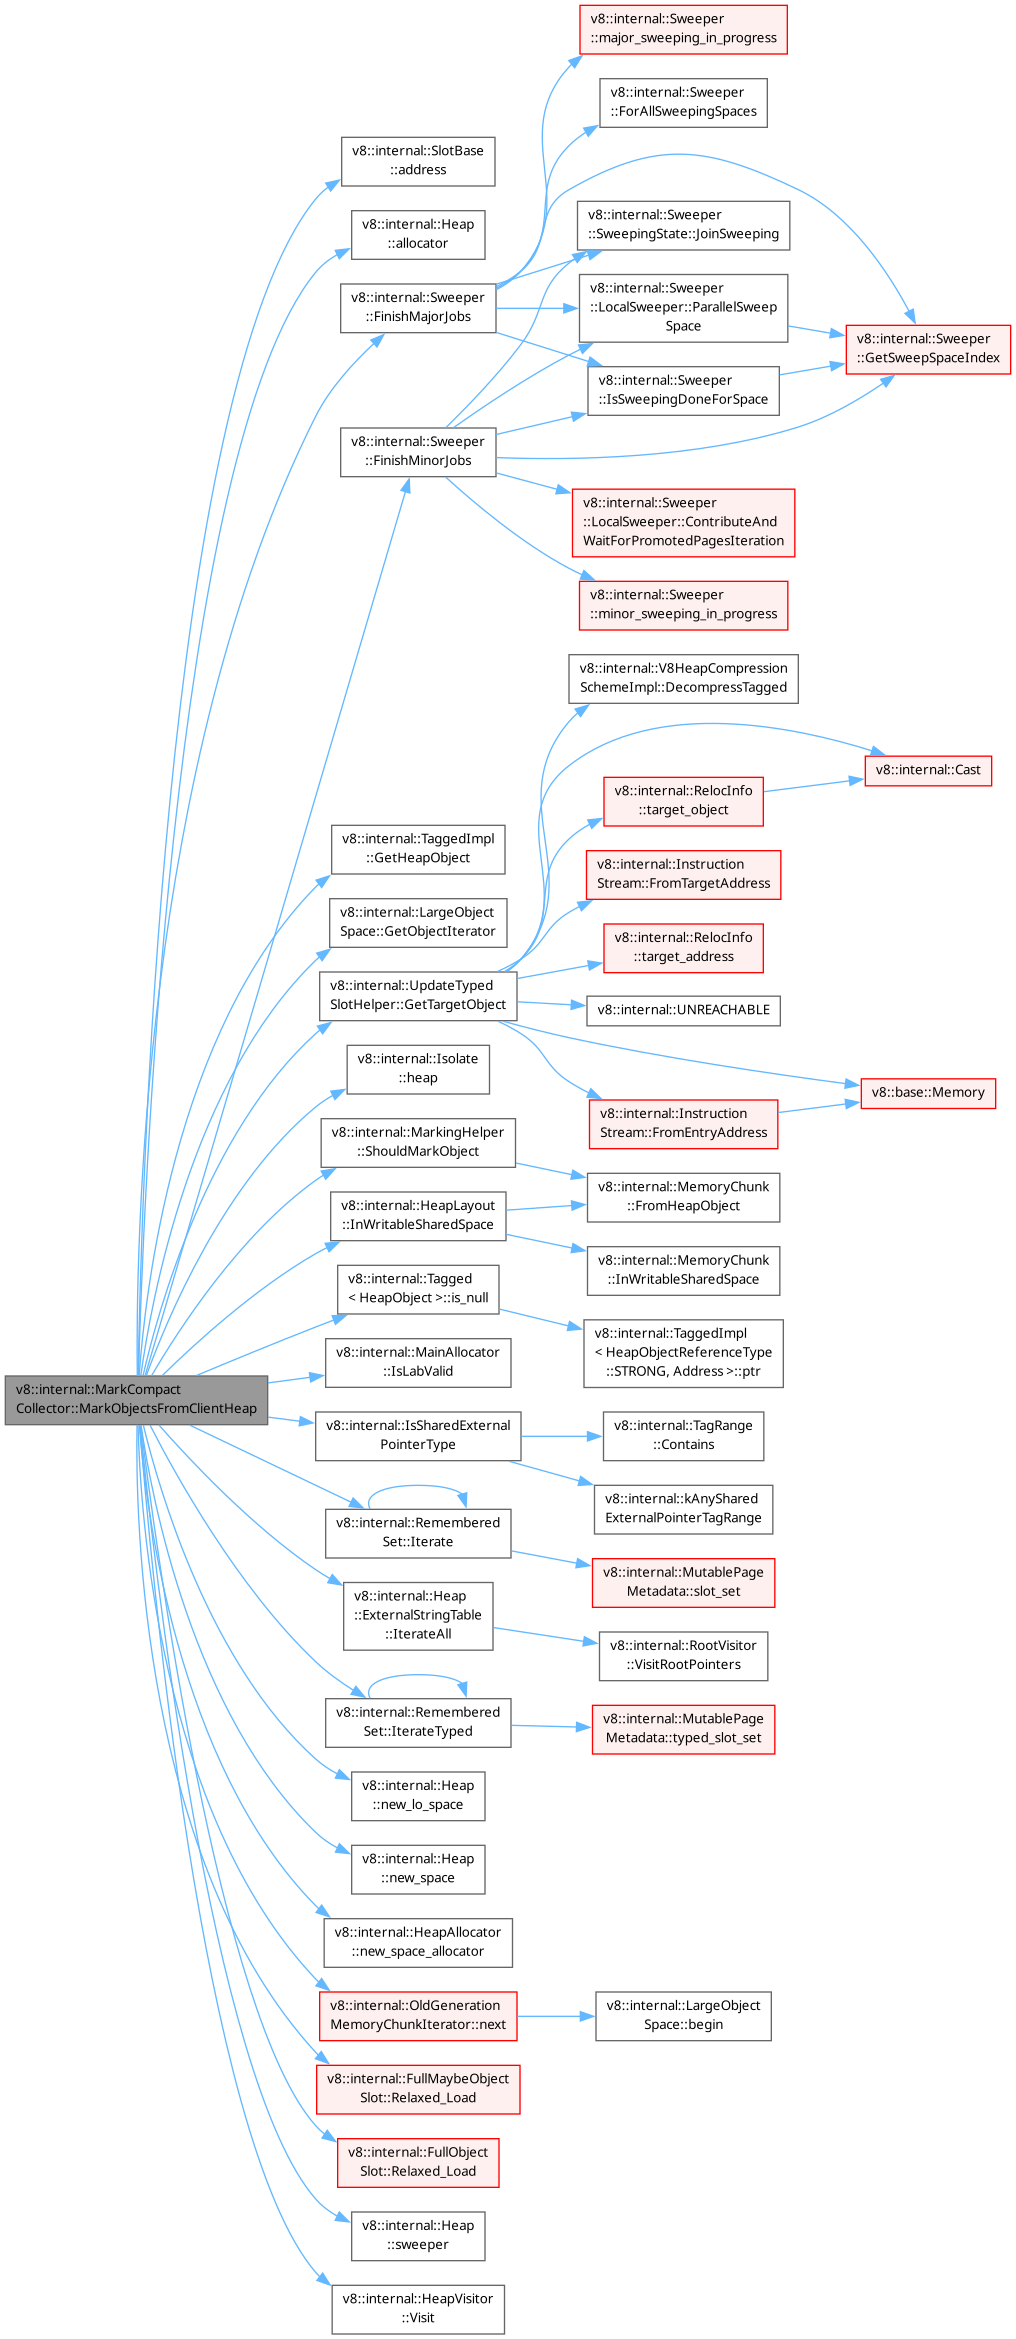 v8::internal::Sweeper
::major_sweeping_in_progress
v8::internal::Sweeper
::ForAllSweepingSpaces
v8::internal::SlotBase
::address
v8::internal::Heap
::allocator
v8::internal::Sweeper
::SweepingState::JoinSweeping
v8::internal::Sweeper
::FinishMajorJobs
v8::internal::Sweeper
::LocalSweeper::ParallelSweep
Space
v8::internal::Sweeper
::GetSweepSpaceIndex
v8::internal::Sweeper
::IsSweepingDoneForSpace
v8::internal::Sweeper
::FinishMinorJobs
v8::internal::Sweeper
::LocalSweeper::ContributeAnd
WaitForPromotedPagesIteration
v8::internal::Sweeper
::minor_sweeping_in_progress
v8::internal::V8HeapCompression
SchemeImpl::DecompressTagged
v8::internal::Cast
v8::internal::RelocInfo
::target_object
v8::internal::TaggedImpl
::GetHeapObject
v8::internal::Instruction
Stream::FromTargetAddress
v8::internal::LargeObject
Space::GetObjectIterator
v8::internal::RelocInfo
::target_address
v8::internal::UpdateTyped
SlotHelper::GetTargetObject
v8::internal::UNREACHABLE
v8::internal::Isolate
::heap
v8::base::Memory
v8::internal::Instruction
Stream::FromEntryAddress
v8::internal::MarkingHelper
::ShouldMarkObject
v8::internal::MemoryChunk
::FromHeapObject
v8::internal::HeapLayout
::InWritableSharedSpace
v8::internal::MemoryChunk
::InWritableSharedSpace
v8::internal::Tagged
< HeapObject >::is_null
v8::internal::TaggedImpl
< HeapObjectReferenceType
::STRONG, Address >::ptr
v8::internal::MainAllocator
::IsLabValid
v8::internal::MarkCompact
Collector::MarkObjectsFromClientHeap
v8::internal::IsSharedExternal
PointerType
v8::internal::TagRange
::Contains
v8::internal::kAnyShared
ExternalPointerTagRange
v8::internal::Remembered
Set::Iterate
v8::internal::MutablePage
Metadata::slot_set
v8::internal::Heap
::ExternalStringTable
::IterateAll
v8::internal::RootVisitor
::VisitRootPointers
v8::internal::Remembered
Set::IterateTyped
v8::internal::MutablePage
Metadata::typed_slot_set
v8::internal::Heap
::new_lo_space
v8::internal::Heap
::new_space
v8::internal::HeapAllocator
::new_space_allocator
v8::internal::OldGeneration
MemoryChunkIterator::next
v8::internal::LargeObject
Space::begin
v8::internal::FullMaybeObject
Slot::Relaxed_Load
v8::internal::FullObject
Slot::Relaxed_Load
v8::internal::Heap
::sweeper
v8::internal::HeapVisitor
::Visit